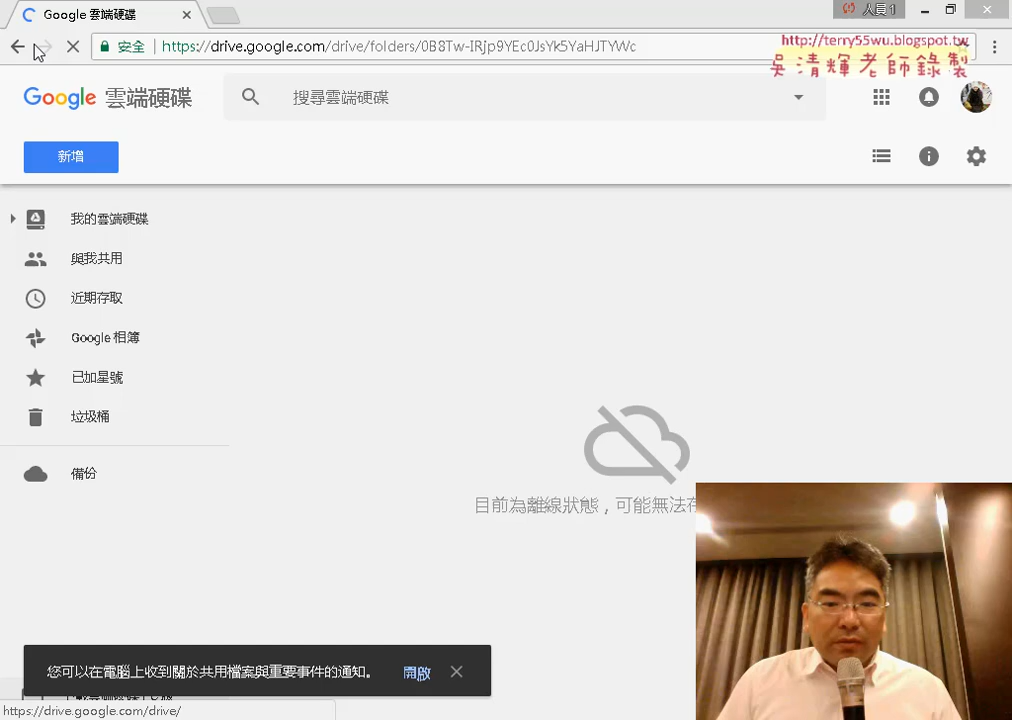 Google 雲端硬碟
人員 1
安全
https://drive.google.com/drive/folders/0B8Tw-IRjp9YEc0JsYk5YaHJTYWc
http://terry55wu.blogspot.tw
吳清輝老師錄製
Google 雲端硬碟
搜尋雲端硬碟
新增
我的雲端硬碟
與我共用
近期存取
Google 相簿
已加星號
垃圾桶
備份
目前為離線狀態，可能無法存
您可以在電腦上收到關於共用檔案與重要事件的通知。
開啟
https://drive.google.com/drive/